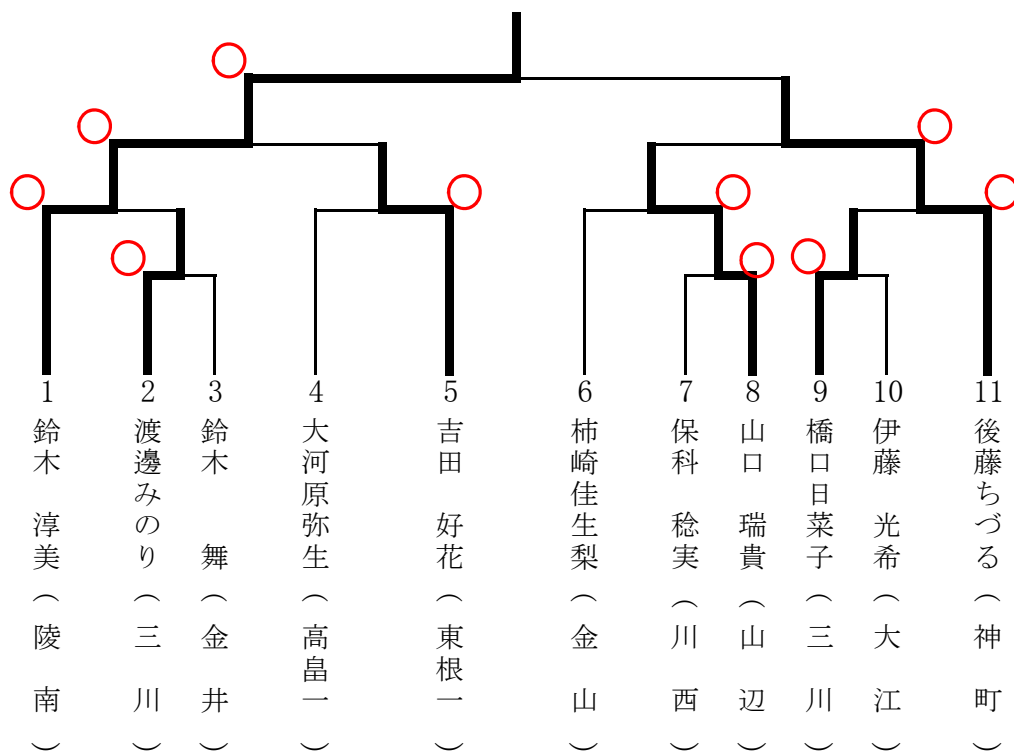 1
鈴木 淳美(陵 南)
2
渡邊みのり(三 川)
3
鈴木 舞(金 井)
4
大河原弥生(高畠一)
5
吉田 好花(東根一)
6
柿崎佳生梨(金 山)
7
保科 稔実(川 西)
8
山口 瑞貴(山 辺)
9
橋口日菜子(三 川)
10
伊藤 光希(大 江)
11
後藤ちづる(神 町)